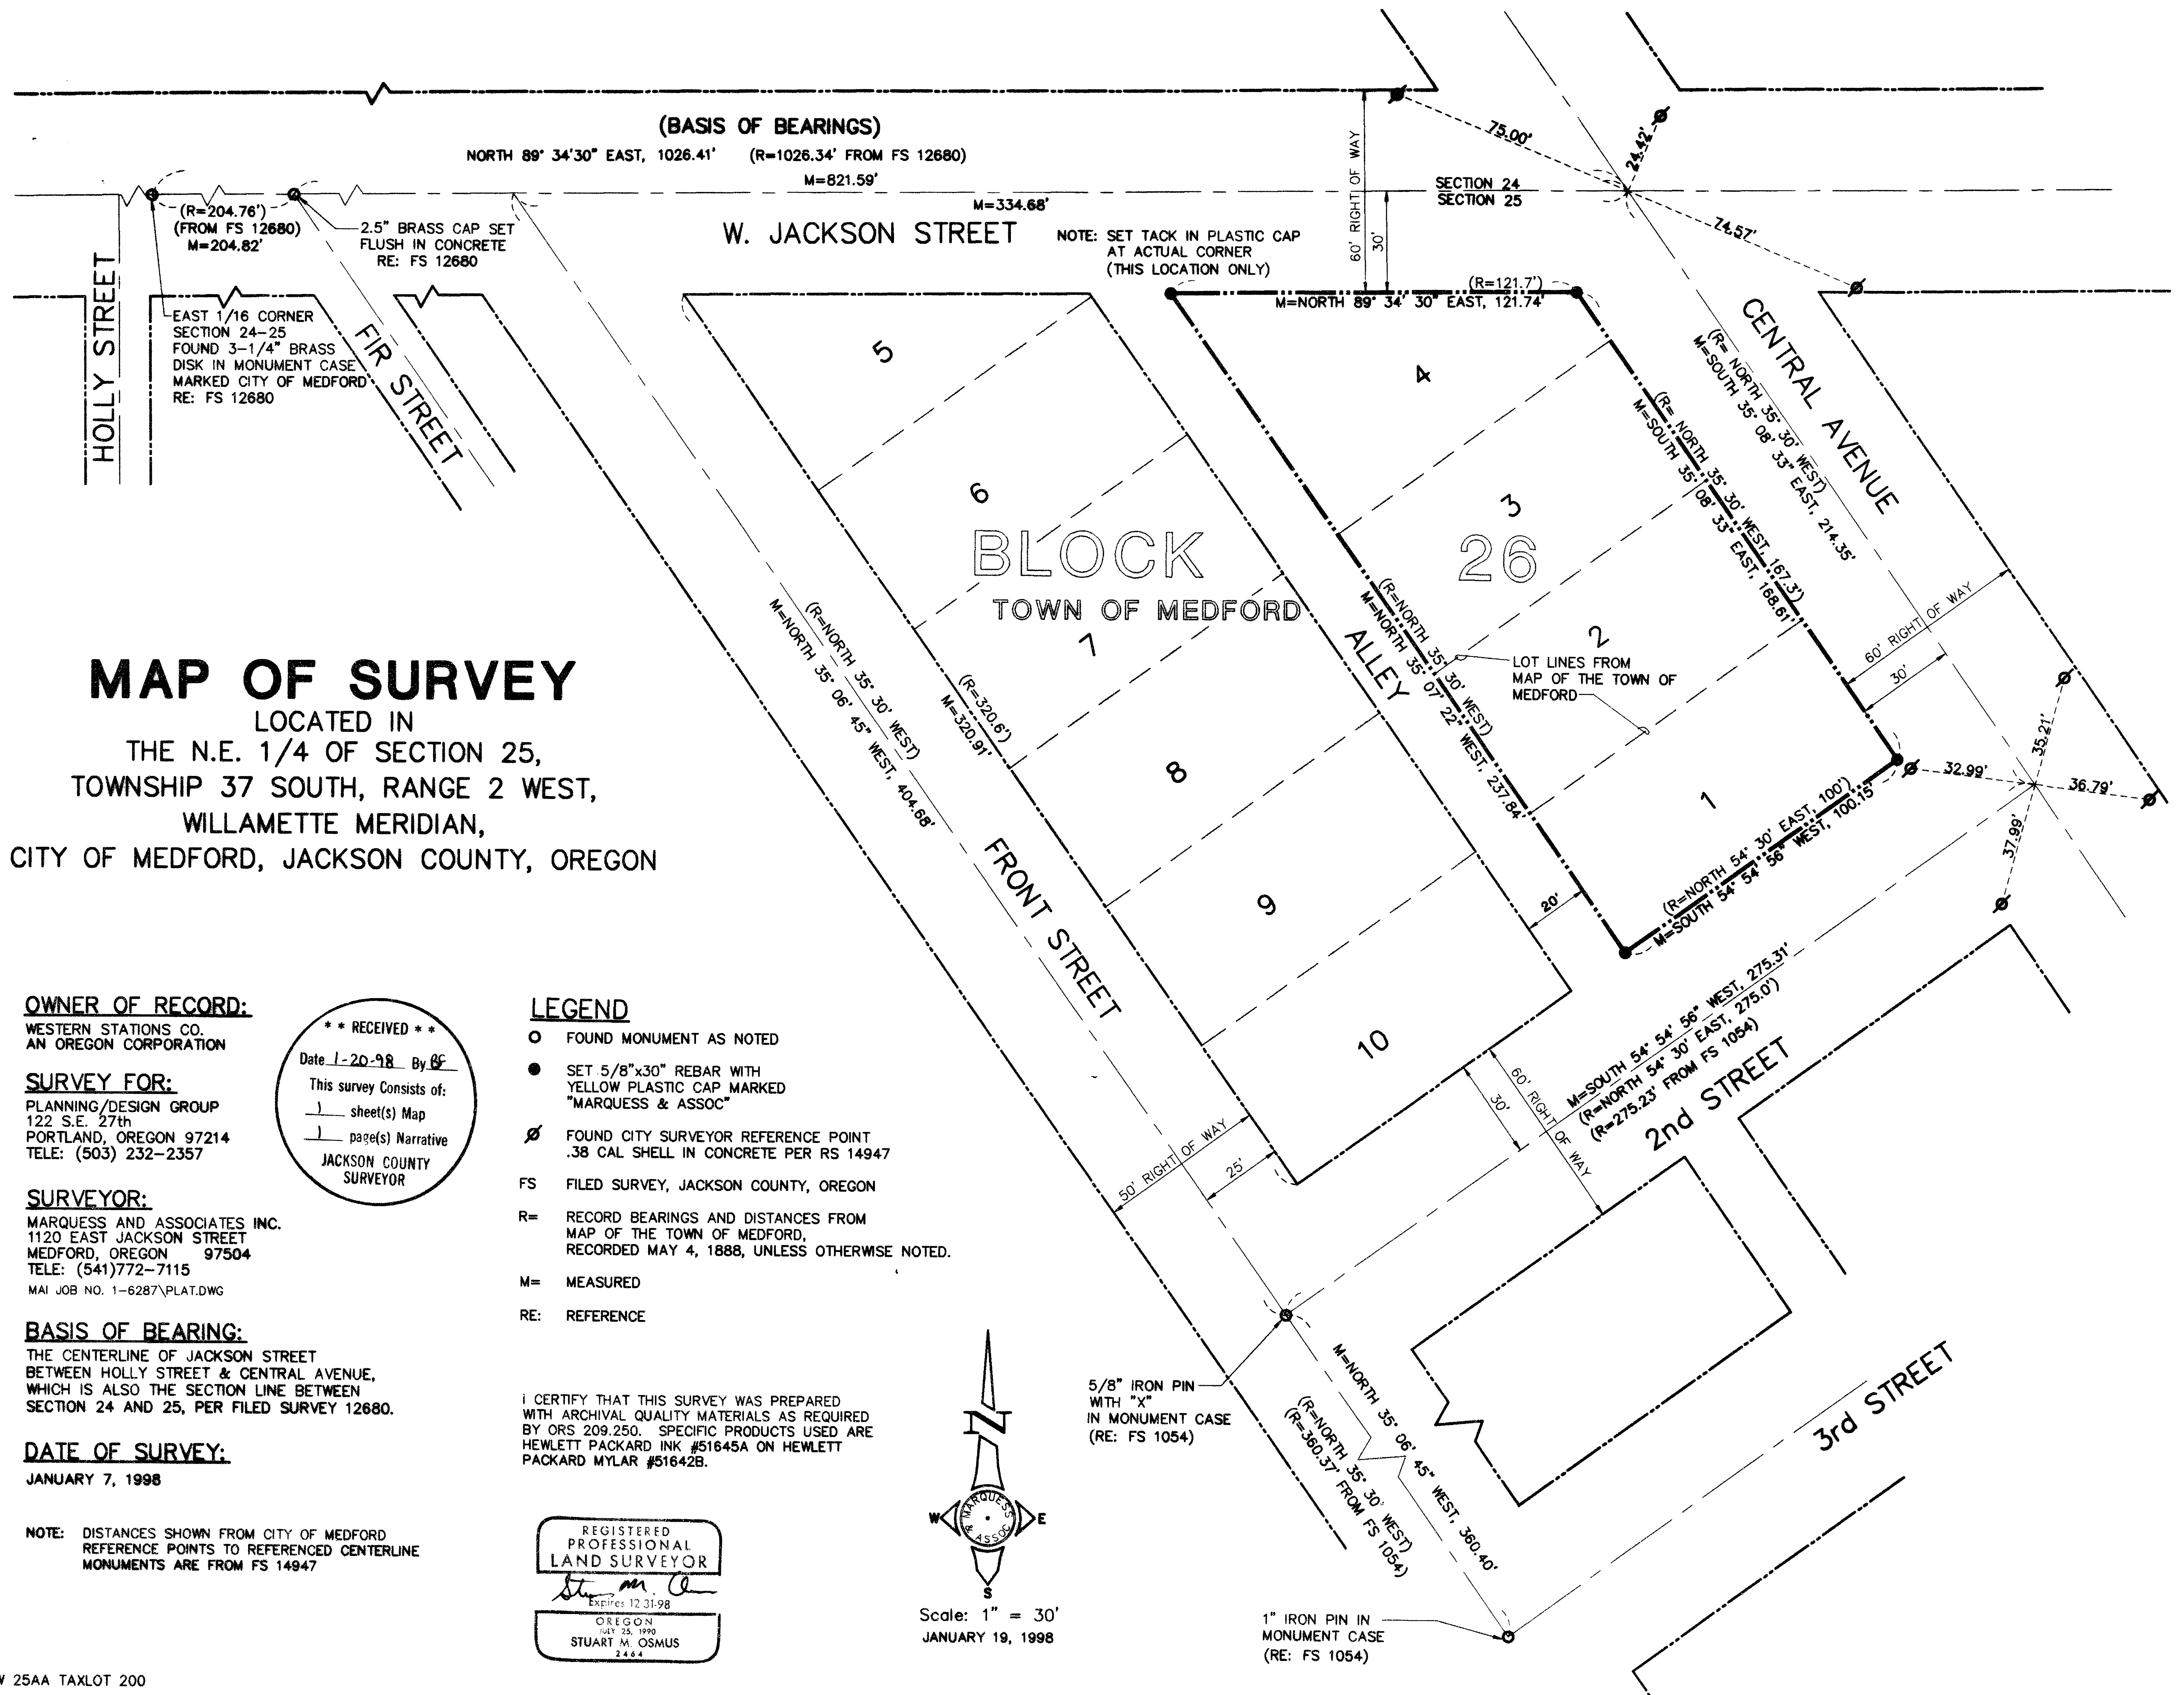 (BASIS OF BEARINGS)
NORTH 89° 34'30" EAST, 1026.41' (R=1026.34' FROM FS 12680)
M=821.59'
M=334.68'
(R=204.76')
(FROM FS 12680)
M=204.82'
2.5" BRASS CAP SET
FLUSH IN CONCRETE
RE: FS 12680
W. JACKSON STREET
NOTE: SET TACK IN PLASTIC CAP
AT ACTUAL CORNER
(THIS LOCATION ONLY)
60' RIGHT OF WAY
30'
SECTION 24
SECTION 25
75.00'
24.42'
74.57'
HOLLY STREET
EAST 1/16 CORNER
SECTION 24-25
FOUND 3-1/4" BRASS
DISK IN MONUMENT CASE
MARKED CITY OF MEDFORD
RE: FS 12680
FIR STREET
(R=121.7')
M=NORTH 89° 34' 30" EAST, 121.74'
CENTRAL AVENUE
(R= NORTH 35° 30' WEST)
M=SOUTH 35° 08' 33" EAST, 214.35'
(R= NORTH 35° 30' WEST, 167.3')
M=SOUTH 35° 08' 33" EAST, 168.61'
5
4
6
3
BLOCK 26
TOWN OF MEDFORD
7
2
8
1
9
10
ALLEY
(R=NORTH 35° 30' WEST)
M=NORTH 35° 07' 22" WEST, 237.84'
LOT LINES FROM
MAP OF THE TOWN OF
MEDFORD
60' RIGHT OF WAY
30'
(R=NORTH 35° 30' WEST)
M=NORTH 35° 06' 45" WEST, 404.68'
(R=320.6')
M=320.91'
FRONT STREET
20'
(R=NORTH 54° 30' EAST, 100')
M=SOUTH 54° 54' 56" WEST, 100.15'
35.21'
32.99'
36.79'
37.99'
M=SOUTH 54° 54' 56" WEST, 275.31'
(R=NORTH 54° 30' EAST, 275.0')
(R=275.23' FROM FS 1054)
2nd STREET
60' RIGHT OF WAY
30'
50' RIGHT OF WAY
25'
MAP OF SURVEY
LOCATED IN
THE N.E. 1/4 OF SECTION 25,
TOWNSHIP 37 SOUTH, RANGE 2 WEST,
WILLAMETTE MERIDIAN,
CITY OF MEDFORD, JACKSON COUNTY, OREGON
OWNER OF RECORD:
WESTERN STATIONS CO.
AN OREGON CORPORATION
SURVEY FOR:
PLANNING/DESIGN GROUP
122 S.E. 27th
PORTLAND, OREGON 97214
TELE: (503) 232-2357
SURVEYOR:
MARQUESS AND ASSOCIATES INC.
1120 EAST JACKSON STREET
MEDFORD, OREGON 97504
TELE: (541)772-7115
MAI JOB NO. 1-6287\PLAT.DWG
BASIS OF BEARING:
THE CENTERLINE OF JACKSON STREET
BETWEEN HOLLY STREET & CENTRAL AVENUE,
WHICH IS ALSO THE SECTION LINE BETWEEN
SECTION 24 AND 25, PER FILED SURVEY 12680.
DATE OF SURVEY:
JANUARY 7, 1998
NOTE: DISTANCES SHOWN FROM CITY OF MEDFORD
REFERENCE POINTS TO REFERENCED CENTERLINE
MONUMENTS ARE FROM FS 14947
* * RECEIVED * *
Date 1-20-98 By
This survey Consists of:
1 sheet(s) Map
1 page(s) Narrative
JACKSON COUNTY
SURVEYOR
LEGEND
FOUND MONUMENT AS NOTED
SET 5/8"x30" REBAR WITH
YELLOW PLASTIC CAP MARKED
"MARQUESS & ASSOC"
FOUND CITY SURVEYOR REFERENCE POINT
.38 CAL SHELL IN CONCRETE PER RS 14947
FS FILED SURVEY, JACKSON COUNTY, OREGON
R= RECORD BEARINGS AND DISTANCES FROM
MAP OF THE TOWN OF MEDFORD,
RECORDED MAY 4, 1888, UNLESS OTHERWISE NOTED.
M= MEASURED
RE: REFERENCE
I CERTIFY THAT THIS SURVEY WAS PREPARED
WITH ARCHIVAL QUALITY MATERIALS AS REQUIRED
BY ORS 209.250. SPECIFIC PRODUCTS USED ARE
HEWLETT PACKARD INK #51645A ON HEWLETT
PACKARD MYLAR #51642B.
REGISTERED
PROFESSIONAL
LAND SURVEYOR
Expires 12-31-98
OREGON
JULY 25, 1990
STUART M. OSMUS
2464
N
MARQUESS
& ASSOC
W
E
S
Scale: 1" = 30'
JANUARY 19, 1998
5/8" IRON PIN
WITH "X"
IN MONUMENT CASE
(RE: FS 1054)
M=NORTH 35° 06' 45" WEST, 360.40'
(R=NORTH 35° 30' WEST)
(R=360.37' FROM FS 1054)
3rd STREET
1" IRON PIN IN
MONUMENT CASE
(RE: FS 1054)
25AA TAXLOT 200